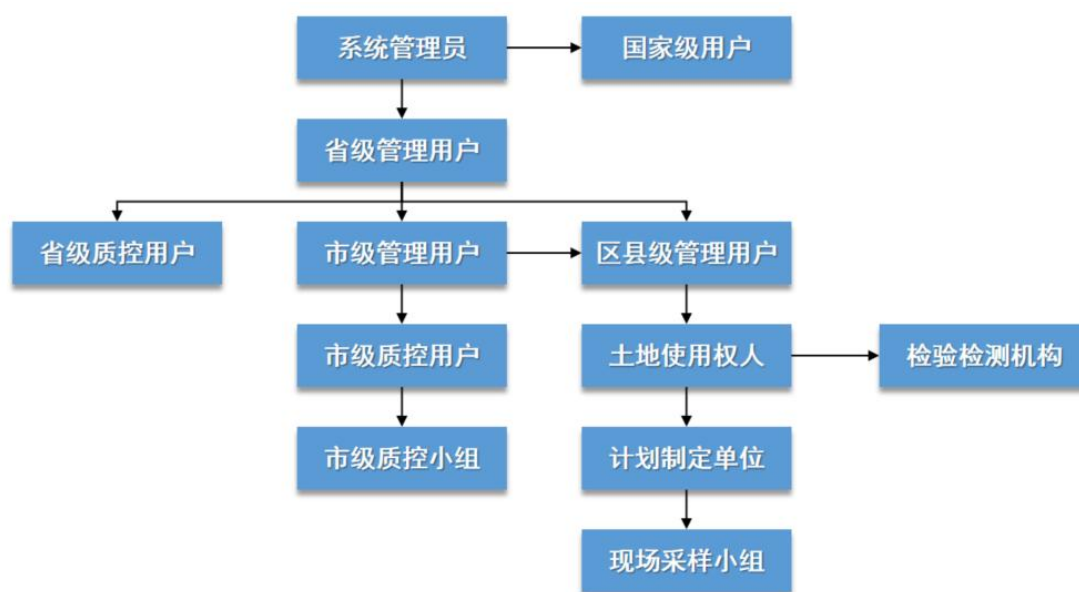 系统管理员
国家级用户
省级管理用户
省级质控用户
市级管理用户
区县级管理用户
市级质控用户
土地使用权人
检验检测机构
市级质控小组
计划制定单位
现场采样小组